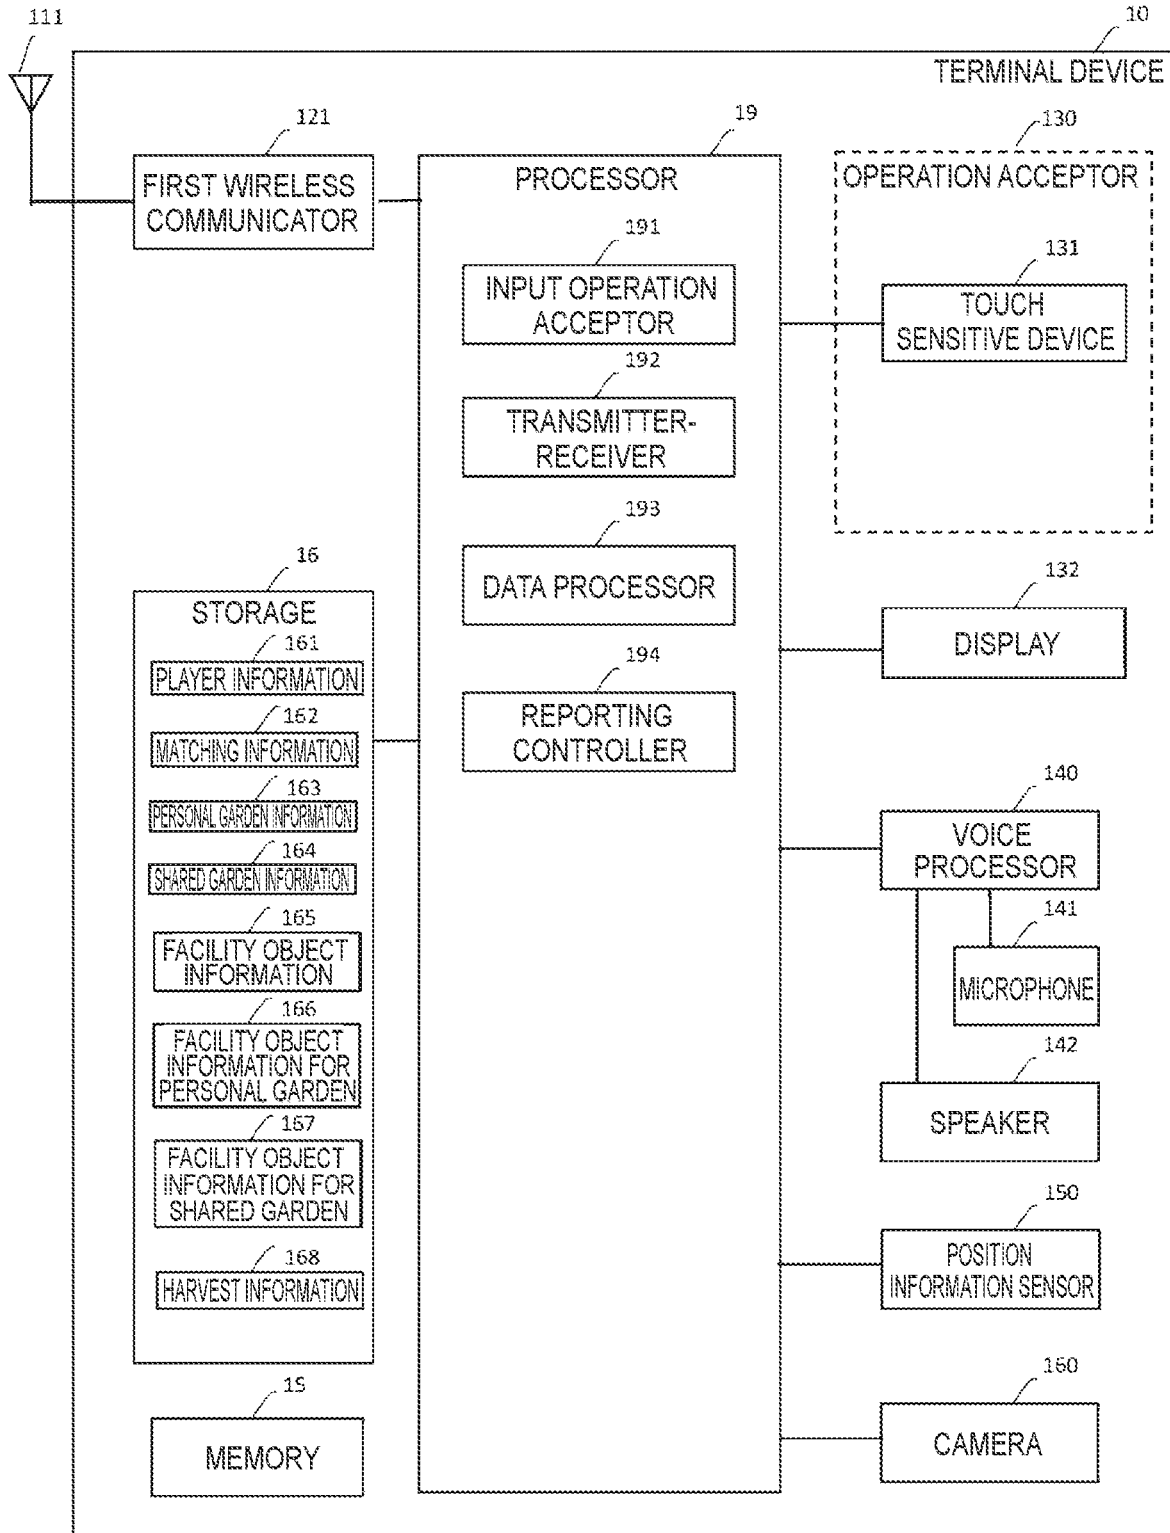 111
10
TERMINAL DEVICE
121
FIRST WIRELESS
COMMUNICATOR
19
PROCESSOR
191
INPUT OPERATION
ACCEPTOR
192
TRANSMITTER-
RECEIVER
193
DATA PROCESSOR
194
REPORTING
CONTROLLER
130
OPERATION ACCEPTOR
131
TOUCH
SENSITIVE DEVICE
132
DISPLAY
140
VOICE
PROCESSOR
141
MICROPHONE
142
SPEAKER
150
POSITION
INFORMATION SENSOR
160
CAMERA
16
STORAGE
161
PLAYER INFORMATION
162
MATCHING INFORMATION
163
PERSONAL GARDEN INFORMATION
164
SHARED GARDEN INFORMATION
165
FACILITY OBJECT
INFORMATION
166
FACILITY OBJECT
INFORMATION FOR
PERSONAL GARDEN
167
FACILITY OBJECT
INFORMATION FOR
SHARED GARDEN
168
HARVEST INFORMATION
15
MEMORY